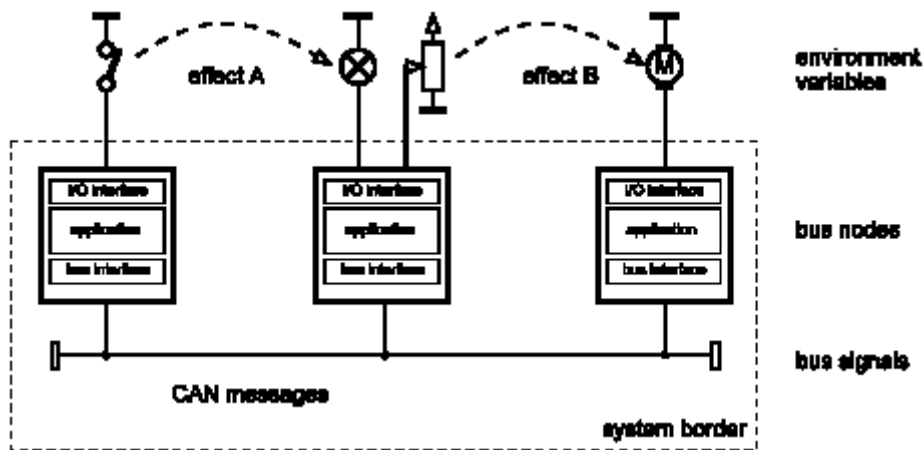 effect A
effect B
M
environment
variables
I/O interface
I/O interface
I/O interface
application
application
application
bus nodes
bus interface
bus interface
bus interface
bus signals
CAN messages
system border